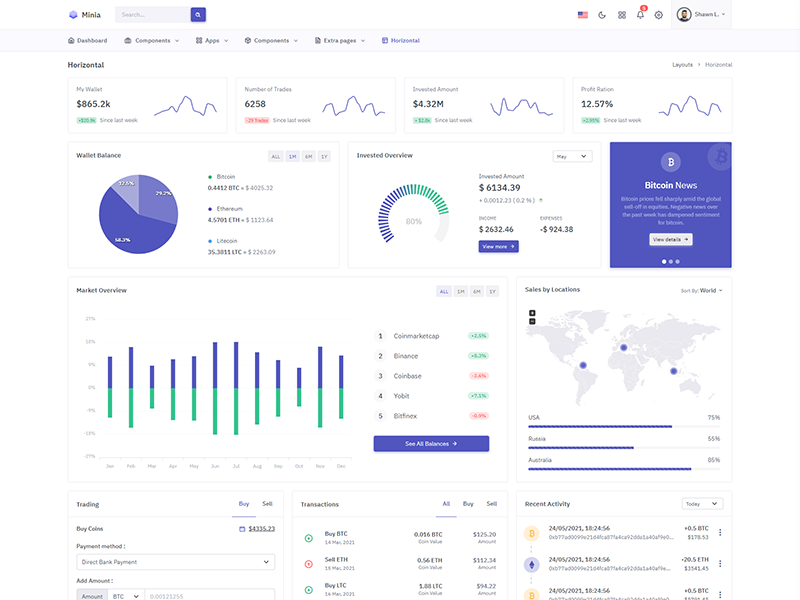 Minia
Search...
5
Shawn L.
Dashboard
Components
Apps
Components
Extra pages
Horizontal
Horizontal
Layouts > Horizontal
My Wallet
$865.2k
+$20.9k Since last week
Number of Trades
6258
-29 Trades Since last week
Invested Amount
$4.32M
+ $2.8k Since last week
Profit Ration
12.57%
+2.95% Since last week
Wallet Balance
ALL 1M 6M 1Y
12.6%
29.2%
58.3%
Bitcoin
0.4412 BTC = $ 4025.32
Ethereum
4.5701 ETH = $ 1123.64
Litecoin
35.3811 LTC = $ 2263.09
Invested Overview
May
80%
Invested Amount
$ 6134.39
+ 0.0012.23 ( 0.2 % )
INCOME
$ 2632.46
EXPENSES
-$ 924.38
View more
Bitcoin News
Bitcoin prices fell sharply amid the global
sell-off in equities. Negative news over
the past week has dampened sentiment
for bitcoin.
View details
Market Overview
ALL 1M 6M 1Y
0%
Jan Feb Mar Apr May Jun Jul Aug Sep Oct Nov Dec
1 Coinmarketcap +2.5%
2 Binance +8.3%
3 Coinbase -3.6%
4 Yobit +7.1%
5 Bitfinex -0.9%
See All Balances
Sales by Locations
Sort By: World
+
−
USA 75%
Russia 55%
Australia 85%
Trading
Buy Sell
Buy Coins
$4335.23
Payment method :
Direct Bank Payment
Add Amount :
Amount BTC 0.00121255
Transactions
All Buy Sell
Buy BTC 0.016 BTC $125.20
14 Mar, 2021 Coin Value Amount
Sell ETH 0.56 ETH $112.34
14 Mar, 2021 Coin Value Amount
Buy LTC 1.88 LTC $94.22
14 Mar, 2021 Coin Value Amount
Recent Activity
Today
24/05/2021, 18:24:56 +0.5 BTC
$178.53
24/05/2021, 18:24:56 -20.5 ETH
$3541.45
24/05/2021, 18:24:56 +0.5 BTC